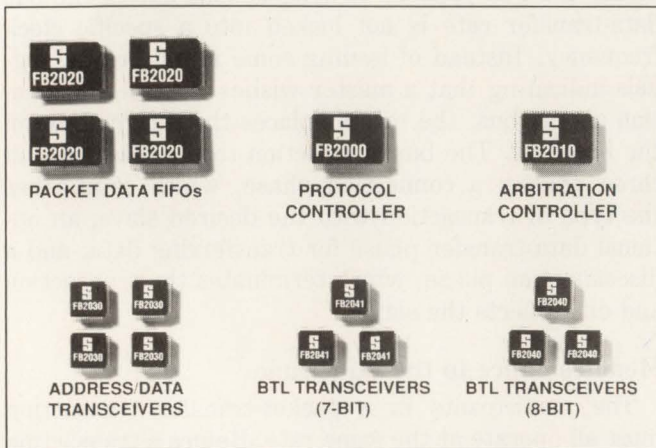 S S
FB2020 FB2020
S S S S
FB2020 FB2020 FB2000 FB2010
PACKET DATA FIFOs PROTOCOL CONTROLLER ARBITRATION CONTROLLER
S S S S
FB2030 FB2030 FB2041 FB2040
S S S S S S
FB2030 FB2030 FB2041 FB2041 FB2040 FB2040
ADDRESS/DATA BTL TRANSCEIVERS BTL TRANSCEIVERS
TRANSCEIVERS (7-BIT) (8-BIT)